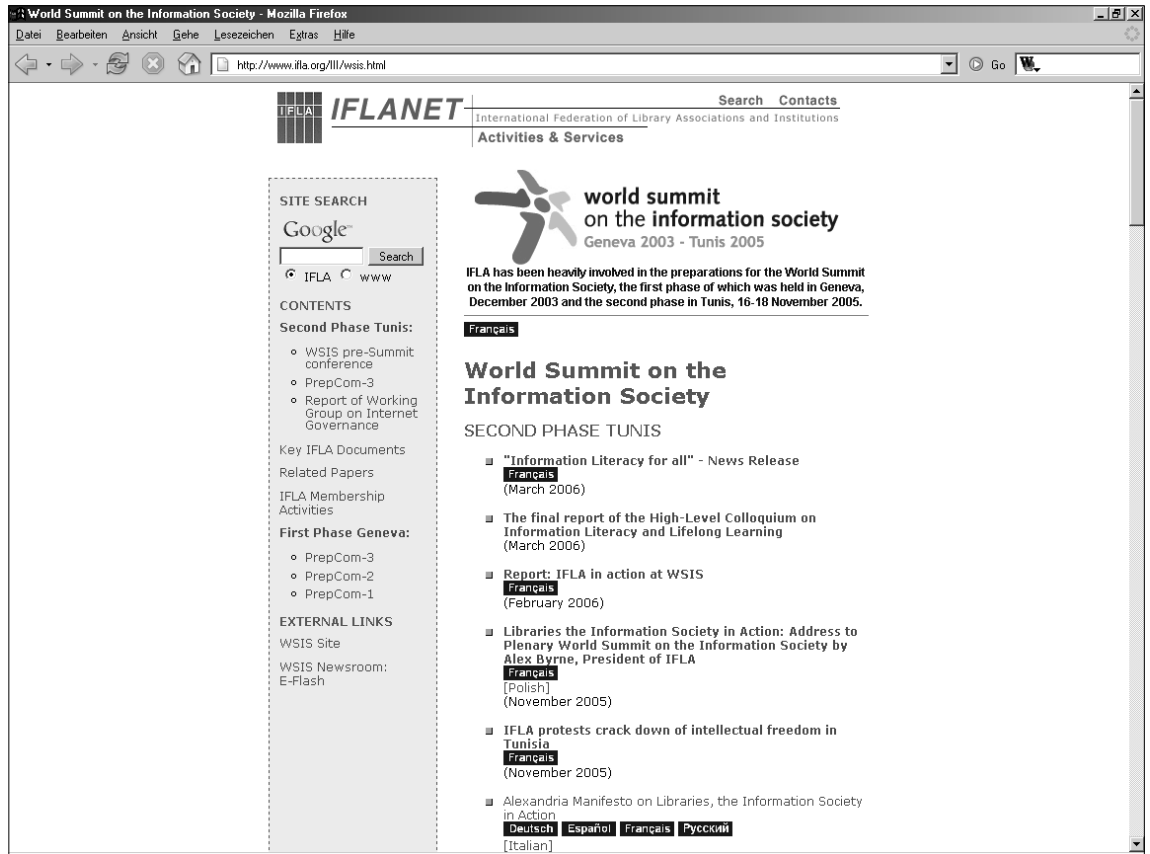 World Summit on the Information Society - Mozilla Firefox
Datei Bearbeiten Ansicht Gehe Lesezeichen Extras Hilfe
http://www.ifla.org/III/wsis.html
Go
W.
IFLA
IFLANET
Search Contacts
International Federation of Library Associations and Institutions
Activities & Services
SITE SEARCH
Google™
Search
IFLA www
CONTENTS
Second Phase Tunis:
WSIS pre-Summit
conference
PrepCom-3
Report of Working
Group on Internet
Governance
Key IFLA Documents
Related Papers
IFLA Membership
Activities
First Phase Geneva:
PrepCom-3
PrepCom-2
PrepCom-1
EXTERNAL LINKS
WSIS Site
WSIS Newsroom:
E-Flash
world summit
on the information society
Geneva 2003 - Tunis 2005
IFLA has been heavily involved in the preparations for the World Summit
on the Information Society, the first phase of which was held in Geneva,
December 2003 and the second phase in Tunis, 16-18 November 2005.
Français
World Summit on the
Information Society
SECOND PHASE TUNIS
"Information Literacy for all" - News Release
Français
(March 2006)
The final report of the High-Level Colloquium on
Information Literacy and Lifelong Learning
(March 2006)
Report: IFLA in action at WSIS
Français
(February 2006)
Libraries the Information Society in Action: Address to
Plenary World Summit on the Information Society by
Alex Byrne, President of IFLA
Français
[Polish]
(November 2005)
IFLA protests crack down of intellectual freedom in
Tunisia
Français
(November 2005)
Alexandria Manifesto on Libraries, the Information Society
in Action
Deutsch Español Français Русский
[Italian]